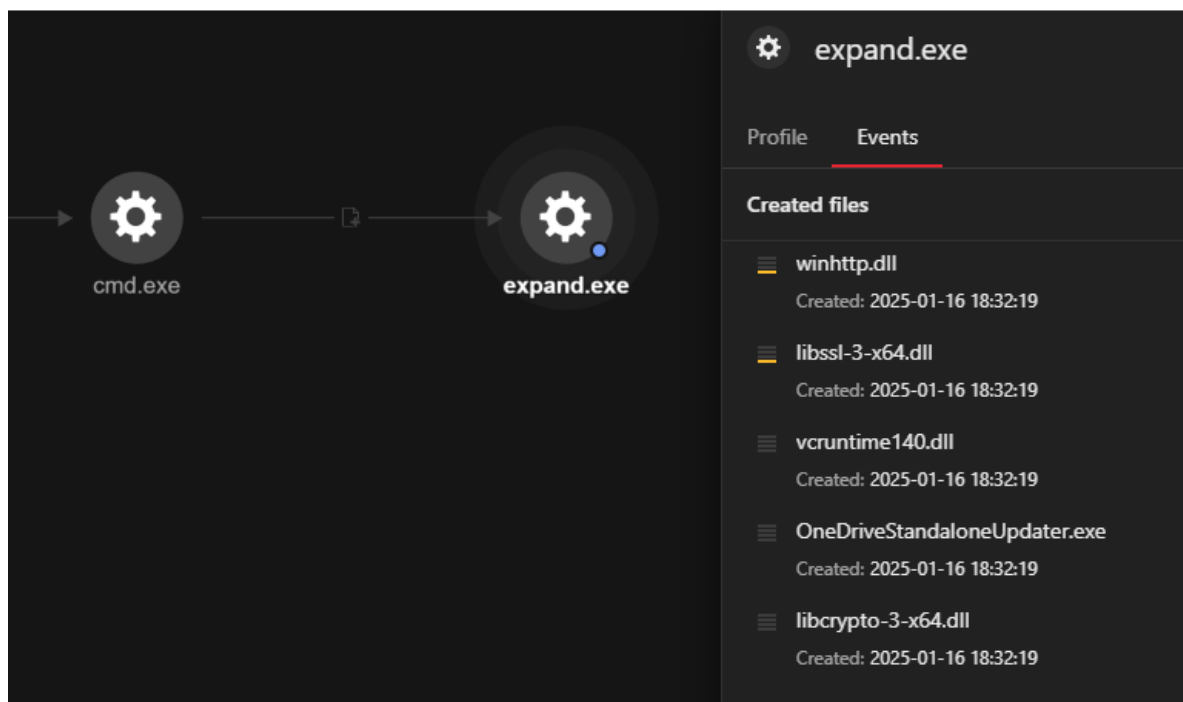 cmd.exe
expand.exe
expand.exe
Profile Events
Created files
winhttp.dll
Created: 2025-01-16 18:32:19
libssl-3-x64.dll
Created: 2025-01-16 18:32:19
vcruntime140.dll
Created: 2025-01-16 18:32:19
OneDriveStandaloneUpdater.exe
Created: 2025-01-16 18:32:19
libcrypto-3-x64.dll
Created: 2025-01-16 18:32:19